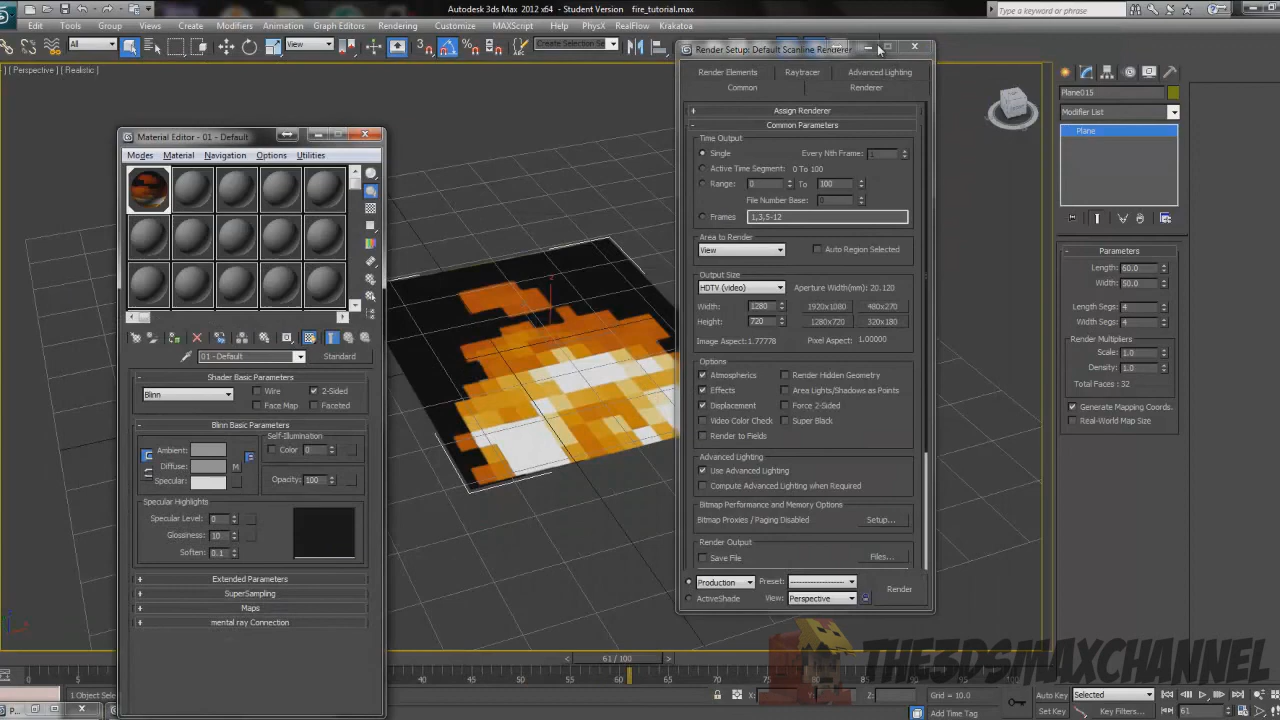 Autodesk 3ds Max 2012 x64 - Student Version fire_tutorial.max
Type a keyword or phrase
Edit Tools Group Views Create Modifiers Animation Graph Editors Rendering Customize MAXScript Help PhysX RealFlow Krakatoa
All View Create Selection Se
[ + ] [ Perspective ] [ Realistic ]
Material Editor - 01 - Default
Modes Material Navigation Options Utilities
01 - Default Standard
Shader Basic Parameters
Blinn Wire 2-Sided
Face Map Faceted
Blinn Basic Parameters
Self-Illumination
Ambient: Color 0
Diffuse: M
Specular: Opacity: 100
Specular Highlights
Specular Level: 0
Glossiness: 10
Soften: 0.1
Extended Parameters
SuperSampling
Maps
mental ray Connection
Render Setup: Default Scanline Renderer
Render Elements Raytracer Advanced Lighting
Common Renderer
Assign Renderer
Common Parameters
Time Output
Single Every Nth Frame: 1
Active Time Segment: 0 To 100
Range: 0 To 100
File Number Base: 0
Frames 1,3,5-12
Area to Render
View Auto Region Selected
Output Size
HDTV (video) Aperture Width(mm): 20.120
Width: 1280 1920x1080 480x270
Height: 720 1280x720 320x180
Image Aspect: 1.77778 Pixel Aspect: 1.00000
Options
Atmospherics Render Hidden Geometry
Effects Area Lights/Shadows as Points
Displacement Force 2-Sided
Video Color Check Super Black
Render to Fields
Advanced Lighting
Use Advanced Lighting
Compute Advanced Lighting when Required
Bitmap Performance and Memory Options
Bitmap Proxies / Paging Disabled Setup...
Render Output
Save File Files...
Production Preset: Render
ActiveShade View: Perspective
Plane015
Modifier List
Plane
Parameters
Length: 60.0
Width: 50.0
Length Segs: 4
Width Segs: 4
Render Multipliers
Scale: 1.0
Density: 1.0
Total Faces: 32
Generate Mapping Coords.
Real-World Map Size
THE3DSMAXCHANNEL
61 / 100
40 45 50 55 60 65 70 75 80 85 90 95 100
1 Object Sele X: Y: Z: Grid = 10.0 Auto Key Selected
Add Time Tag Set Key Key Filters... 61